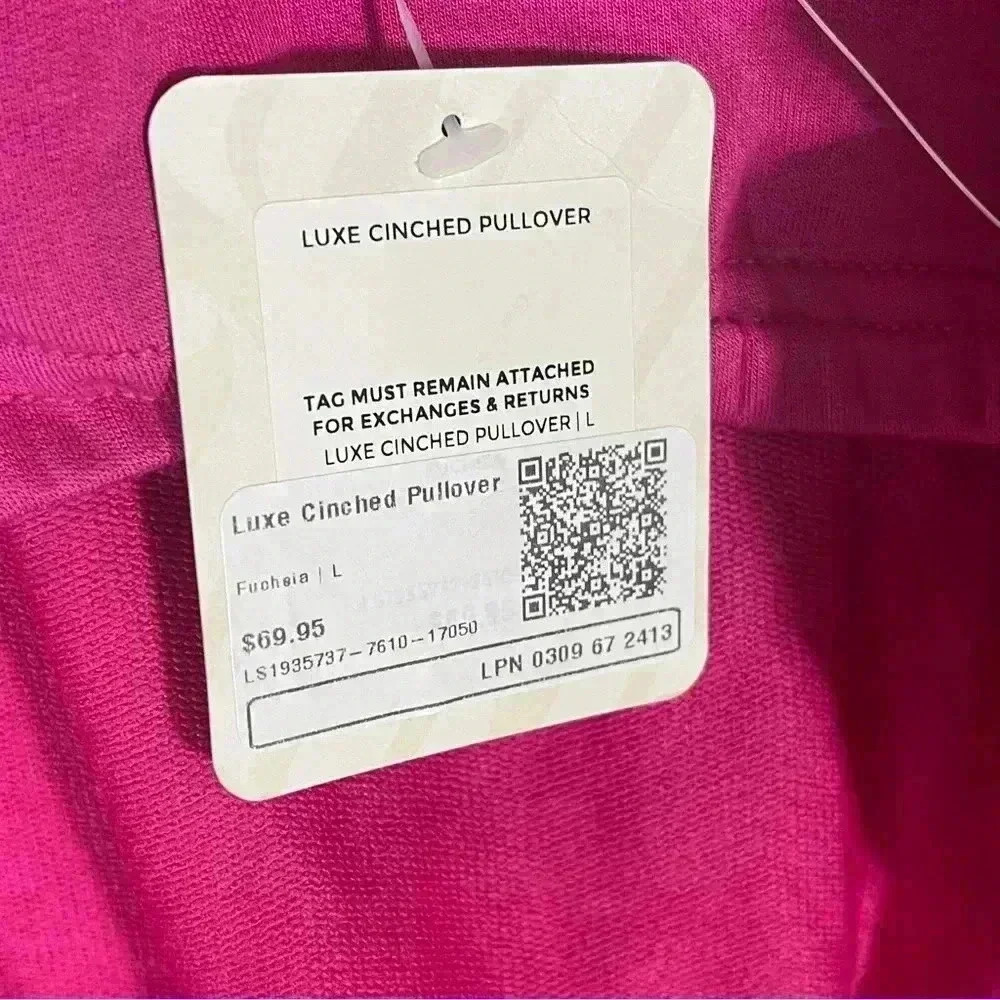 LUXE CINCHED PULLOVER
TAG MUST REMAIN ATTACHED
FOR EXCHANGES & RETURNS
LUXE CINCHED PULLOVER | L
Luxe Cinched Pullover
Fuchsia | L
$69.95
LS1935737-7610-17050
LPN 0309 67 2413